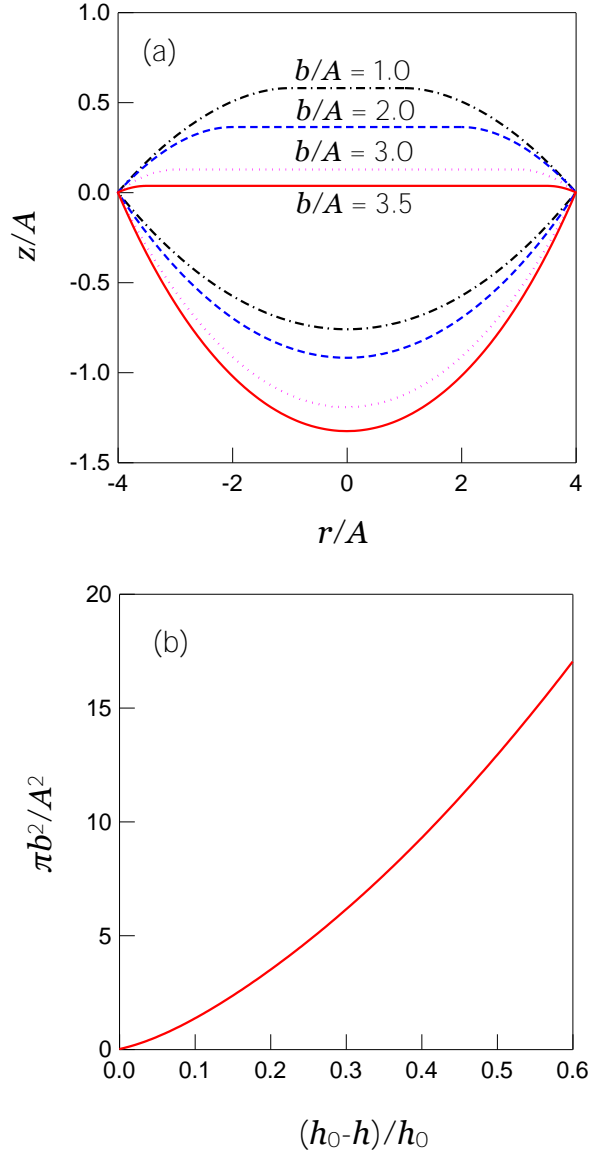 1.0
(a)
b/A = 1.0
0.5
b/A = 2.0
b/A = 3.0
0.0
b/A = 3.5
z/A
-0.5
-1.0
-1.5
-4 -2 0 2 4
r/A
20
(b)
15
πb²/A²
10
5
0
0.0 0.1 0.2 0.3 0.4 0.5 0.6
(h₀-h)/h₀